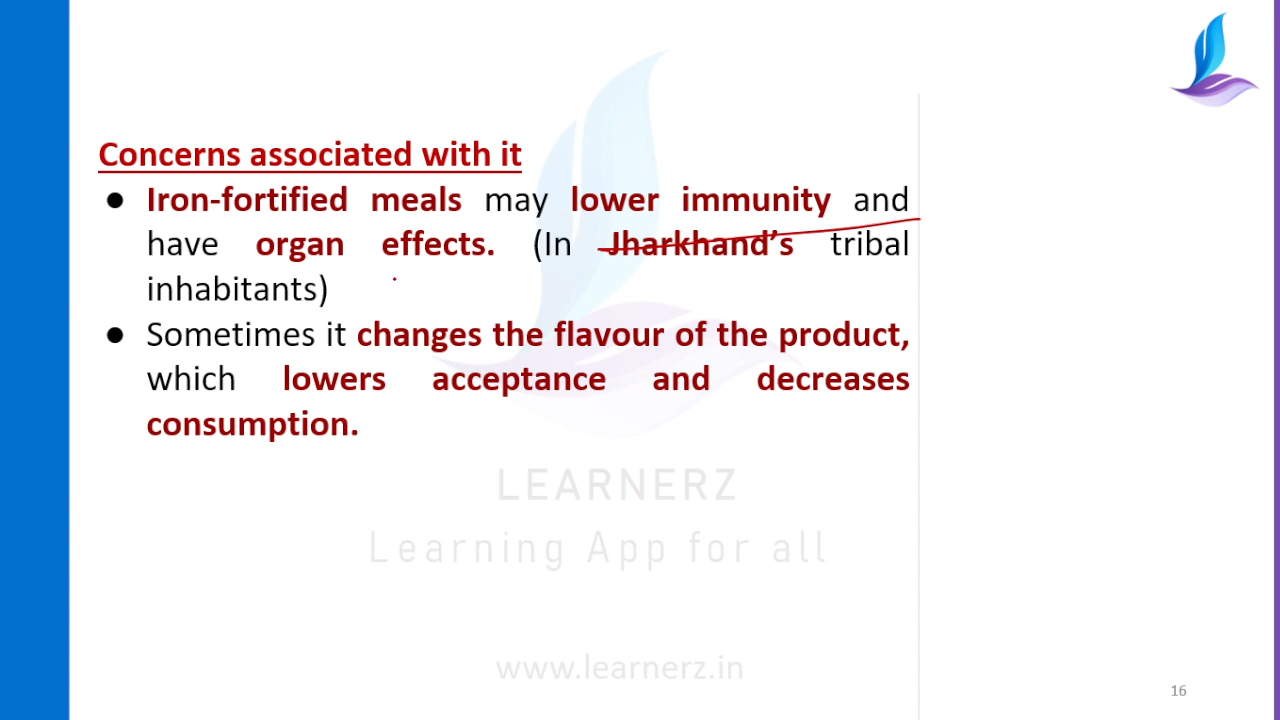 Concerns associated with it
● Iron-fortified meals may lower immunity and
have organ effects. (In Jharkhand's tribal
inhabitants)
● Sometimes it changes the flavour of the product,
which lowers acceptance and decreases
consumption.
LEARNERZ
Learning App for all
www.learnerz.in
16